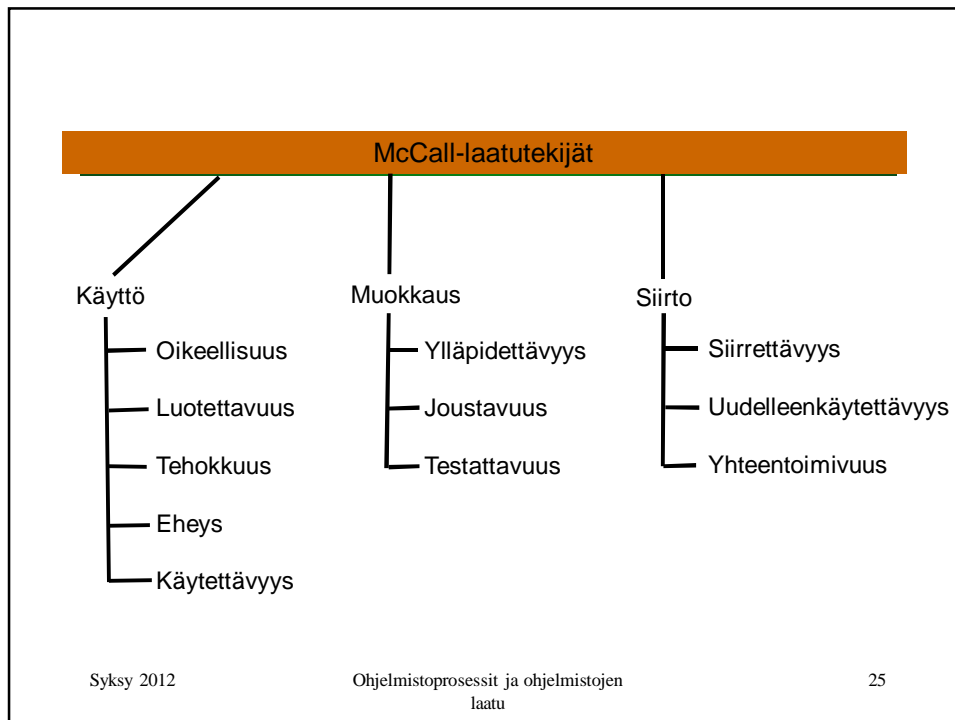 McCall-laatutekijät
Käyttö
Oikeellisuus
Luotettavuus
Tehokkuus
Eheys
Käytettävyys
Muokkaus
Ylläpidettävyys
Joustavuus
Testattavuus
Siirto
Siirrettävyys
Uudelleenkäytettävyys
Yhteentoimivuus
Syksy 2012
Ohjelmistoprosessit ja ohjelmistojen
laatu
25